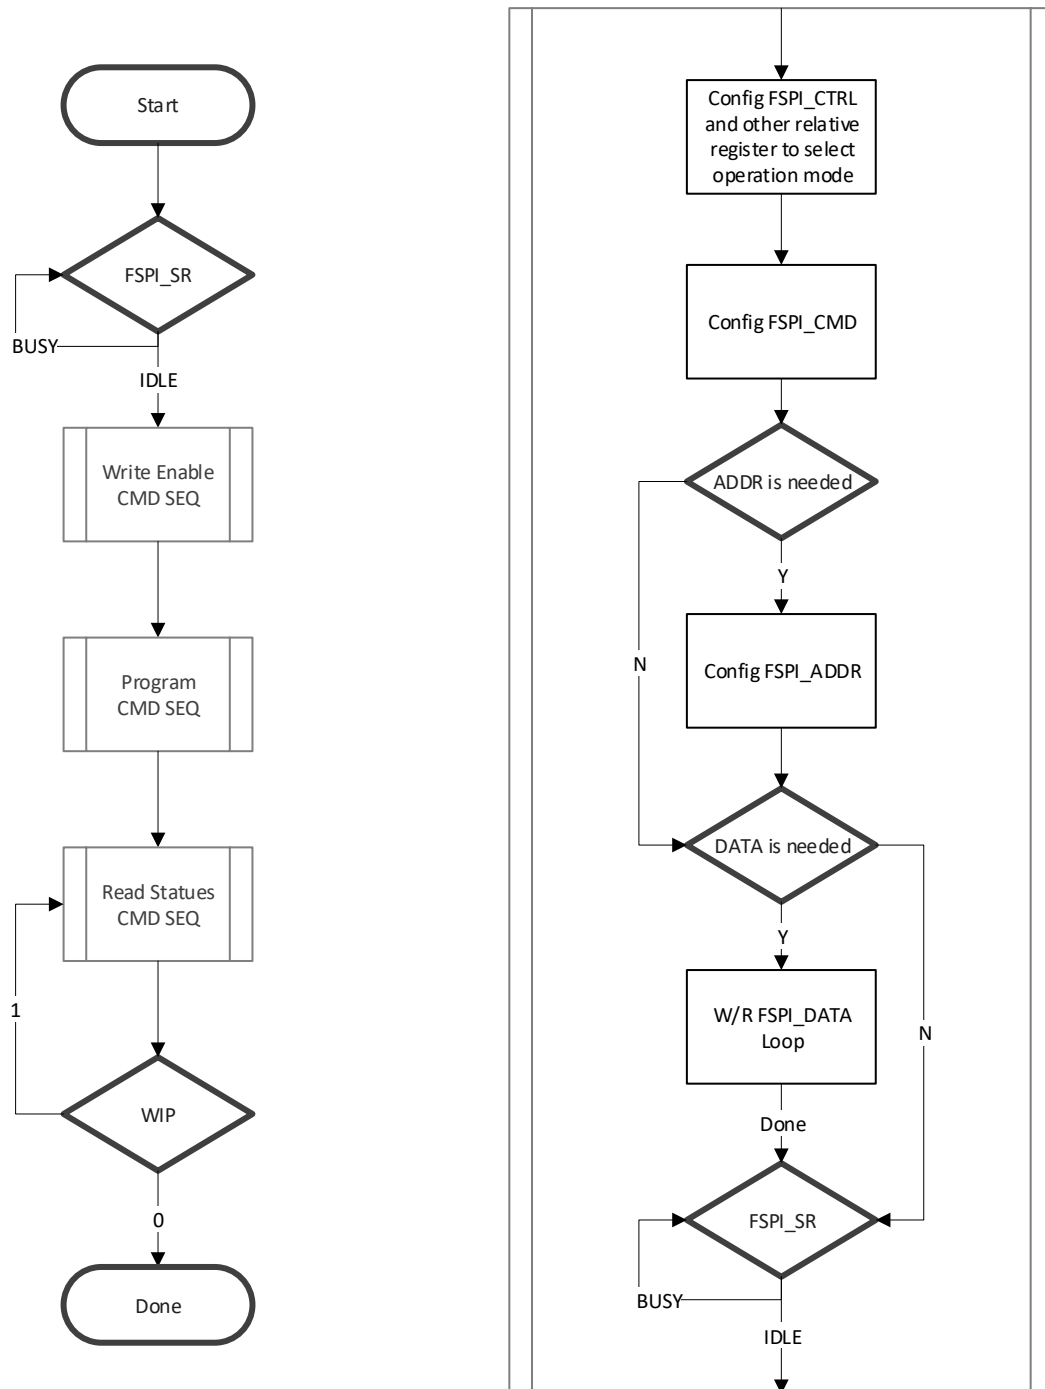 Start
FSPI_SR
BUSY
IDLE
Write Enable
CMD SEQ
Program
CMD SEQ
Read Statues
CMD SEQ
1
WIP
0
Done
Config FSPI_CTRL
and other relative
register to select
operation mode
Config FSPI_CMD
ADDR is needed
Y
N
Config FSPI_ADDR
DATA is needed
Y
W/R FSPI_DATA
Loop
N
Done
FSPI_SR
BUSY
IDLE